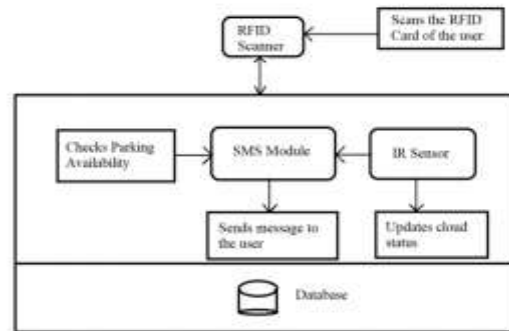 RFID
Scanner
Scans the RFID
Card of the user
Checks Parking
Availability
SMS Module
IR Sensor
Sends message to
the user
Updates cloud
status
Database